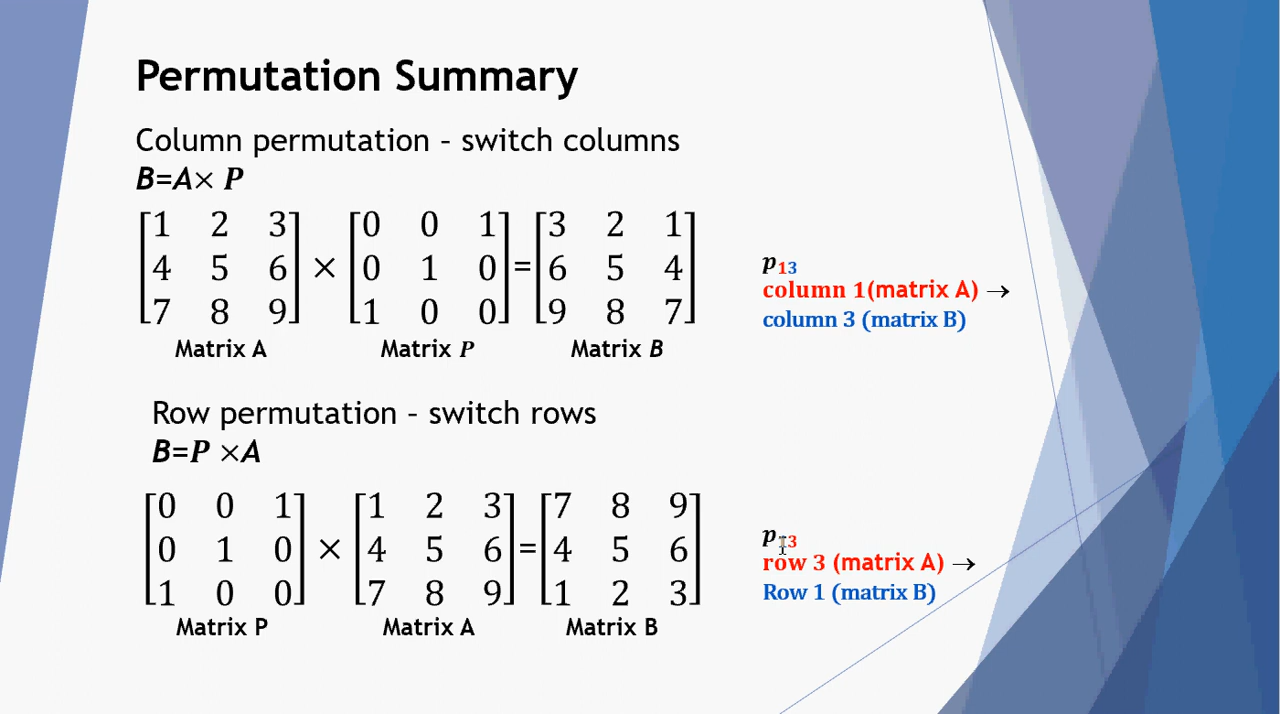 Permutation Summary
Column permutation – switch columns
B=A× P
[1 2 3] [0 0 1] [3 2 1]
[4 5 6] × [0 1 0] = [6 5 4]
[7 8 9] [1 0 0] [9 8 7]
Matrix A Matrix P Matrix B
p13
column 1(matrix A) →
column 3 (matrix B)
Row permutation – switch rows
B=P ×A
[0 0 1] [1 2 3] [7 8 9]
[0 1 0] × [4 5 6] = [4 5 6]
[1 0 0] [7 8 9] [1 2 3]
Matrix P Matrix A Matrix B
p13
row 3 (matrix A) →
Row 1 (matrix B)